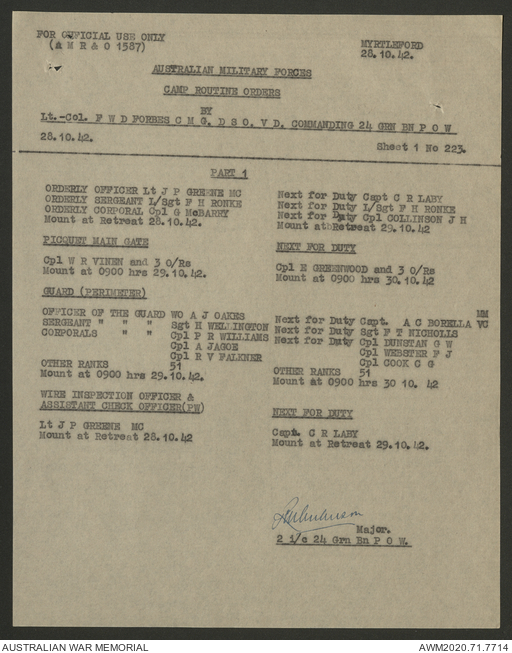 FOR OFFICIAL USE ONLY
(A M R & O 1587)
MYRTLEFORD
28.10.42.
AUSTRALIAN MILITARY FORCES
CAMP ROUTINE ORDERS
BY
Lt.-Col. F W D FORBES C M G. D S O. V D. COMMANDING 24 GRN BN P O W
28.10.42.
Sheet 1 No 223.
PART 1
ORDERLY OFFICER Lt J P GREENE MC
ORDERLY SERGEANT L/Sgt F H RONKE
ORDERLY CORPORAL Cpl G McBARRY
Mount at Retreat 28.10.42.
Next for Duty Capt C R LABY
Next for Duty L/Sgt F H RONKE
Next for Duty Cpl COLLINSON J H
Mount at Retreat 29.10.42.
PICQUET MAIN GATE
Cpl W R VINEN and 3 O/Rs
Mount at 0900 hrs 29.10.42.
NEXT FOR DUTY
Cpl E GREENWOOD and 3 O/Rs
Mount at 0900 hrs 30.10.42.
GUARD (PERIMETER)
OFFICER OF THE GUARD WO A J OAKES
SERGEANT " " " Sgt H WELLINGTON
CORPORALS " " Cpl P R WILLIAMS
Cpl A JAGOE
Cpl R V FALKNER
OTHER RANKS 51
Mount at 0900 hrs 29.10.42.
MM
Next for Duty Capt. A C BORELLA VC
Next for Duty Sgt F T NICHOLLS
Next for Duty Cpl DUNSTAN G W
Cpl WEBSTER F J
Cpl COOK C G
OTHER RANKS 51
Mount at 0900 hrs 30 10. 42
WIRE INSPECTION OFFICER &
ASSISTANT CHECK OFFICER(PW)
Lt J P GREENE MC
Mount at Retreat 28.10.42
NEXT FOR DUTY
Capt. C R LABY
Mount at Retreat 29.10.42.
Major.
2 i/c 24 Grn Bn P O W.
AUSTRALIAN WAR MEMORIAL
AWM2020.71.7714